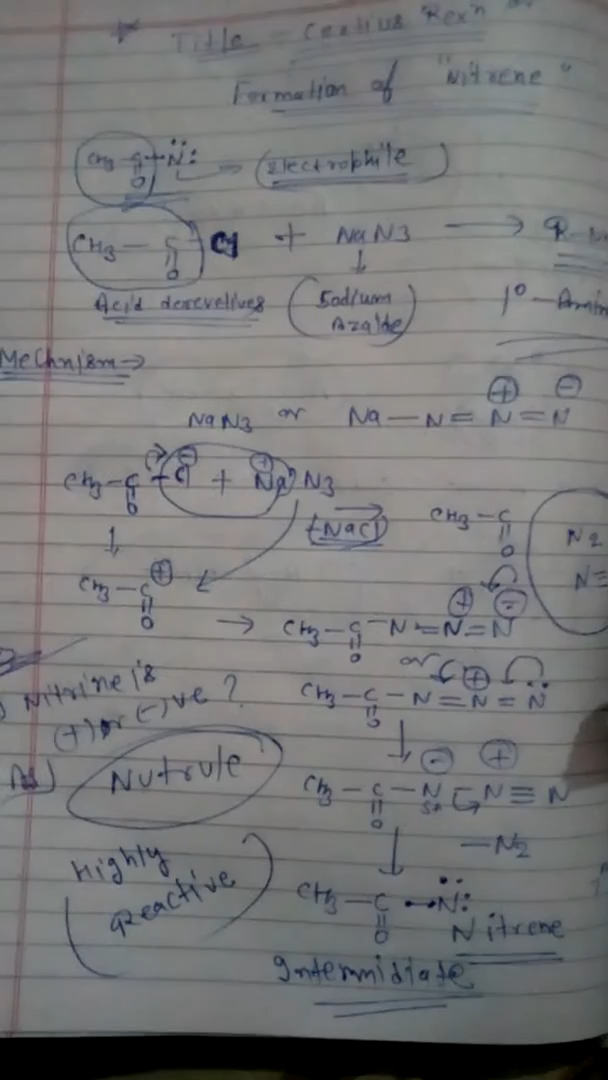 Title - Curtius Rexn
Formation of "Nitrene"
CH3-C-N̈: → (Electrophile)
O
CH3 — C - Cl + NaN3 → R-N
O
Acid derevelives (Sodium Azaide) 1° - Amin
Mechnism →
NaN3 or Na — N = N = N
⊕ ⊖
CH3 - C - Cl + Na N3
⊖ ⊕
O
(-NaCl)
CH3 - C
O
N2
N≡
CH3 - C ⊕
O
→ CH3 - C - N = N = N
⊕ ⊖
O
or
CH3 - C - N = N = N̈
⊕
O
Nitrine is
(+) or (-)ve ?
Nutrule
CH3 - C - N - N ≡ N
⊖ ⊕
O
- N2
Highly
Reactive
CH3 - C - N̈:
O
Nitrene
Intermidiate